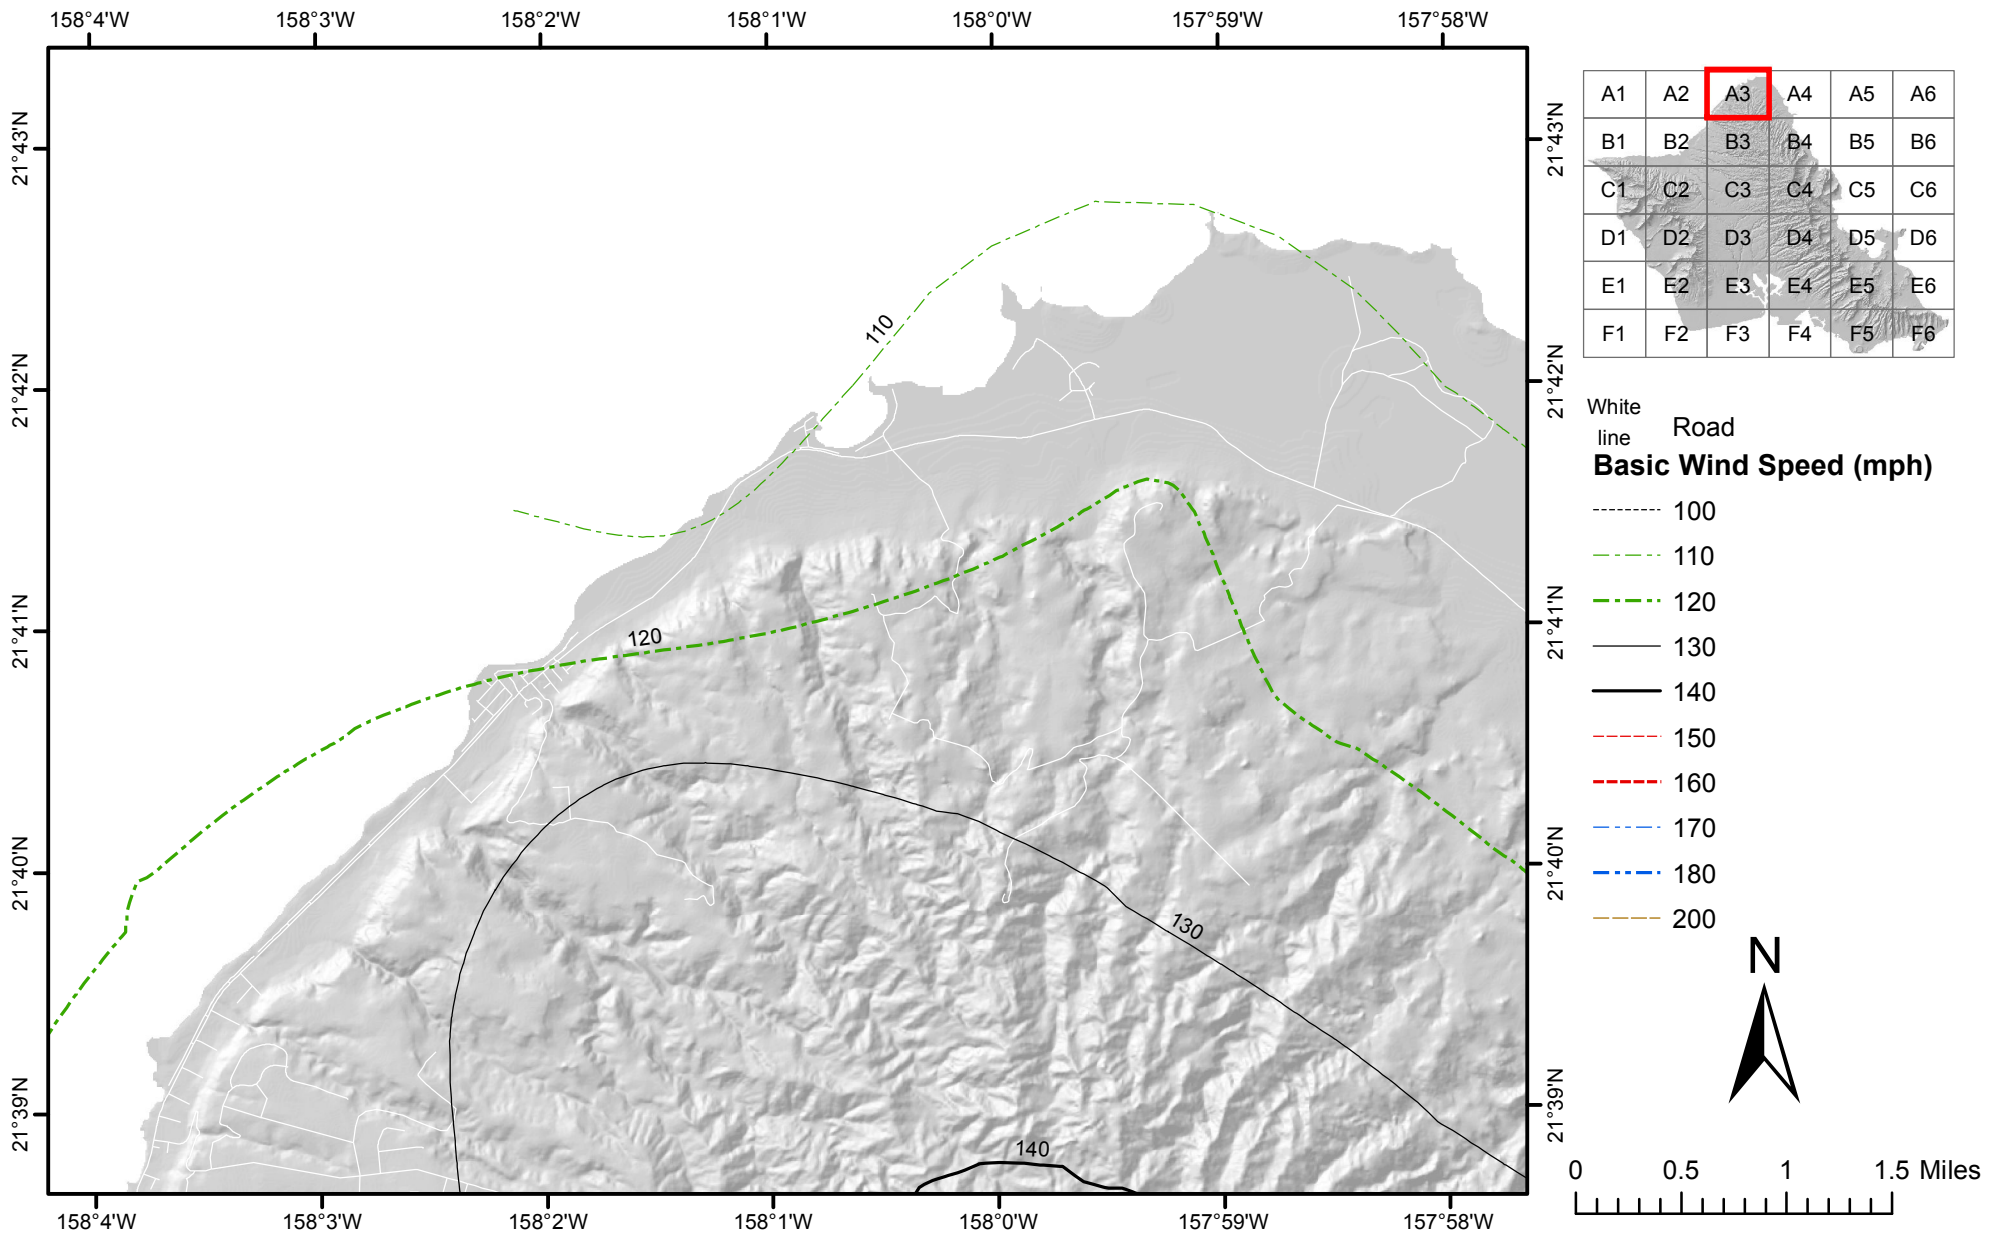 158°4'W 158°3'W 158°2'W 158°1'W 158°0'W 157°59'W 157°58'W
21°43'N
21°42'N
21°41'N
21°40'N
21°39'N
110
120
130
140
21°43'N
21°42'N
21°41'N
21°40'N
21°39'N
158°4'W 158°3'W 158°2'W 158°1'W 158°0'W 157°59'W 157°58'W
A1 A2 A3 A4 A5 A6
B1 B2 B3 B4 B5 B6
C1 C2 C3 C4 C5 C6
D1 D2 D3 D4 D5 D6
E1 E2 E3 E4 E5 E6
F1 F2 F3 F4 F5 F6
White
line
Road
Basic Wind Speed (mph)
100
110
120
130
140
150
160
170
180
200
N
0 0.5 1 1.5 Miles